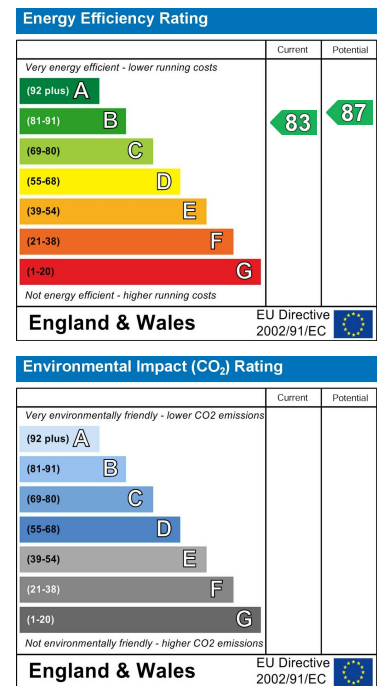 Energy Efficiency Rating
Current Potential
Very energy efficient - lower running costs
(92 plus) A
(81-91) B
83 87
(69-80) C
(55-68) D
(39-54) E
(21-38) F
(1-20) G
Not energy efficient - higher running costs
England & Wales
EU Directive
2002/91/EC
Environmental Impact (CO₂) Rating
Current Potential
Very environmentally friendly - lower CO2 emissions
(92 plus) A
(81-91) B
(69-80) C
(55-68) D
(39-54) E
(21-38) F
(1-20) G
Not environmentally friendly - higher CO2 emissions
England & Wales
EU Directive
2002/91/EC